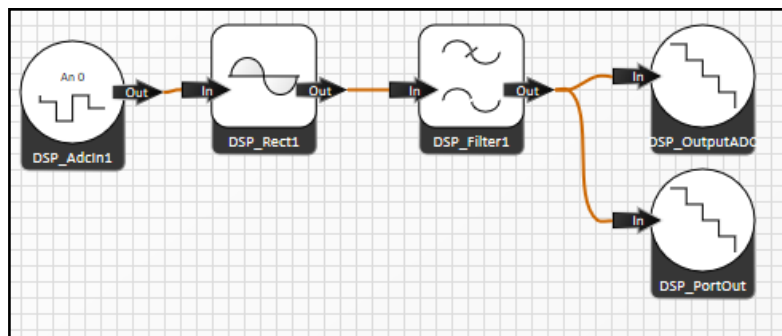 An 0
Out
DSP_AdcIn1
In
Out
DSP_Rect1
In
Out
DSP_Filter1
In
DSP_OutputADC
In
DSP_PortOut